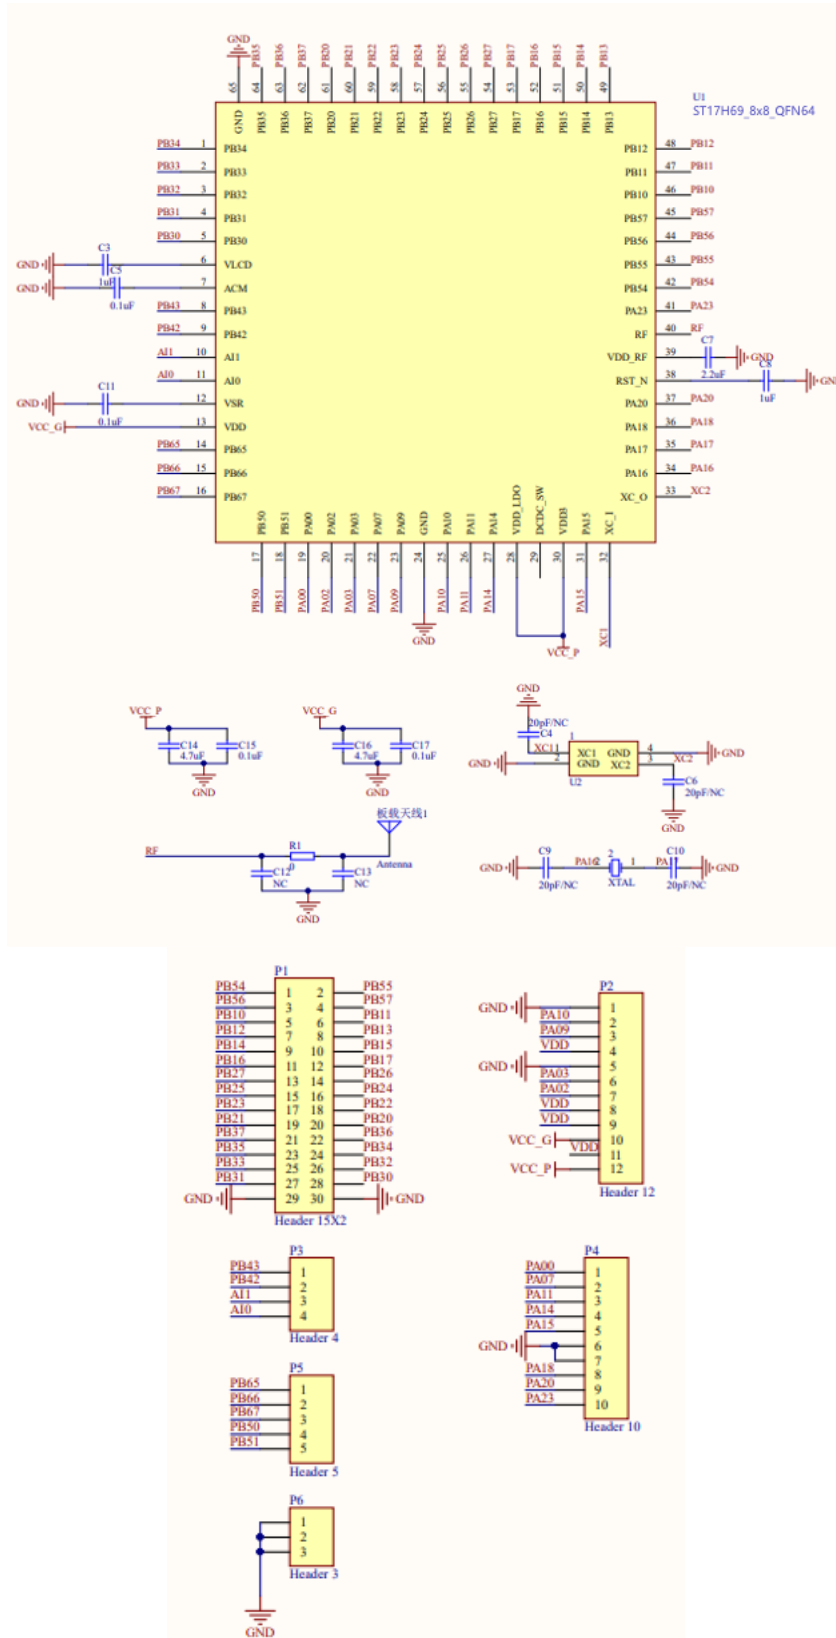 GND
PB35 PB36 PB37 PB20 PB21 PB22 PB23 PB24 PB25 PB26 PB27 PB17 PB16 PB15 PB14 PB13
65 64 63 62 61 60 59 58 57 56 55 54 53 52 51 50 49
U1
ST17H69_8x8_QFN64
GND PB35 PB36 PB37 PB20 PB21 PB22 PB23 PB24 PB25 PB26 PB27 PB17 PB16 PB15 PB14 PB13
PB34 1 PB34 PB12 48 PB12
PB33 2 PB33 PB11 47 PB11
PB32 3 PB32 PB10 46 PB10
PB31 4 PB31 PB57 45 PB57
PB30 5 PB30 PB56 44 PB56
GND C3 1uF 6 VLCD PB55 43 PB55
GND C5 0.1uF 7 ACM PB54 42 PB54
PB43 8 PB43 PA23 41 PA23
PB42 9 PB42 RF 40 RF
AI1 10 AI1 VDD_RF 39 C7 2.2uF GND
AI0 11 AI0 RST_N 38 C8 1uF GND
GND C11 0.1uF 12 VSR PA20 37 PA20
VCC_G 13 VDD PA18 36 PA18
PB65 14 PB65 PA17 35 PA17
PB66 15 PB66 PA16 34 PA16
PB67 16 PB67 XC_O 33 XC2
PB50 PB51 PA00 PA02 PA03 PA07 PA09 GND PA10 PA11 PA14 VDD_LDO DCDC_SW VDD3 PA15 XC_I
17 18 19 20 21 22 23 24 25 26 27 28 29 30 31 32
PB50 PB51 PA00 PA02 PA03 PA07 PA09 GND PA10 PA11 PA14 VCC_P PA15 XC1
VCC_P
C14 4.7uF
C15 0.1uF
GND
VCC_G
C16 4.7uF
C17 0.1uF
GND
GND
20pF/NC
C4
XC1 1 1 XC1 GND 4 GND
GND 2 GND XC2 3 XC2
U2
C6
20pF/NC
GND
板载天线1
RF R1 0 Antenna
C12 NC
C13 NC
GND
GND C9 PA16 2 2 1 PA17 C10 GND
20pF/NC XTAL 20pF/NC
P1
PB54 1 2 PB55
PB56 3 4 PB57
PB10 5 6 PB11
PB12 7 8 PB13
PB14 9 10 PB15
PB16 11 12 PB17
PB27 13 14 PB26
PB25 15 16 PB24
PB23 17 18 PB22
PB21 19 20 PB20
PB37 21 22 PB36
PB35 23 24 PB34
PB33 25 26 PB32
PB31 27 28 PB30
GND 29 30 GND
Header 15X2
P2
GND 1
PA10 2
PA09 3
VDD 4
GND 5
PA03 6
PA02 7
VDD 8
VDD 9
VCC_G 10
VDD 11
VCC_P 12
Header 12
P3
PB43 1
PB42 2
AI1 3
AI0 4
Header 4
P4
PA00 1
PA07 2
PA11 3
PA14 4
PA15 5
GND 6
7
PA18 8
PA20 9
PA23 10
Header 10
P5
PB65 1
PB66 2
PB67 3
PB50 4
PB51 5
Header 5
P6
1
2
3
Header 3
GND